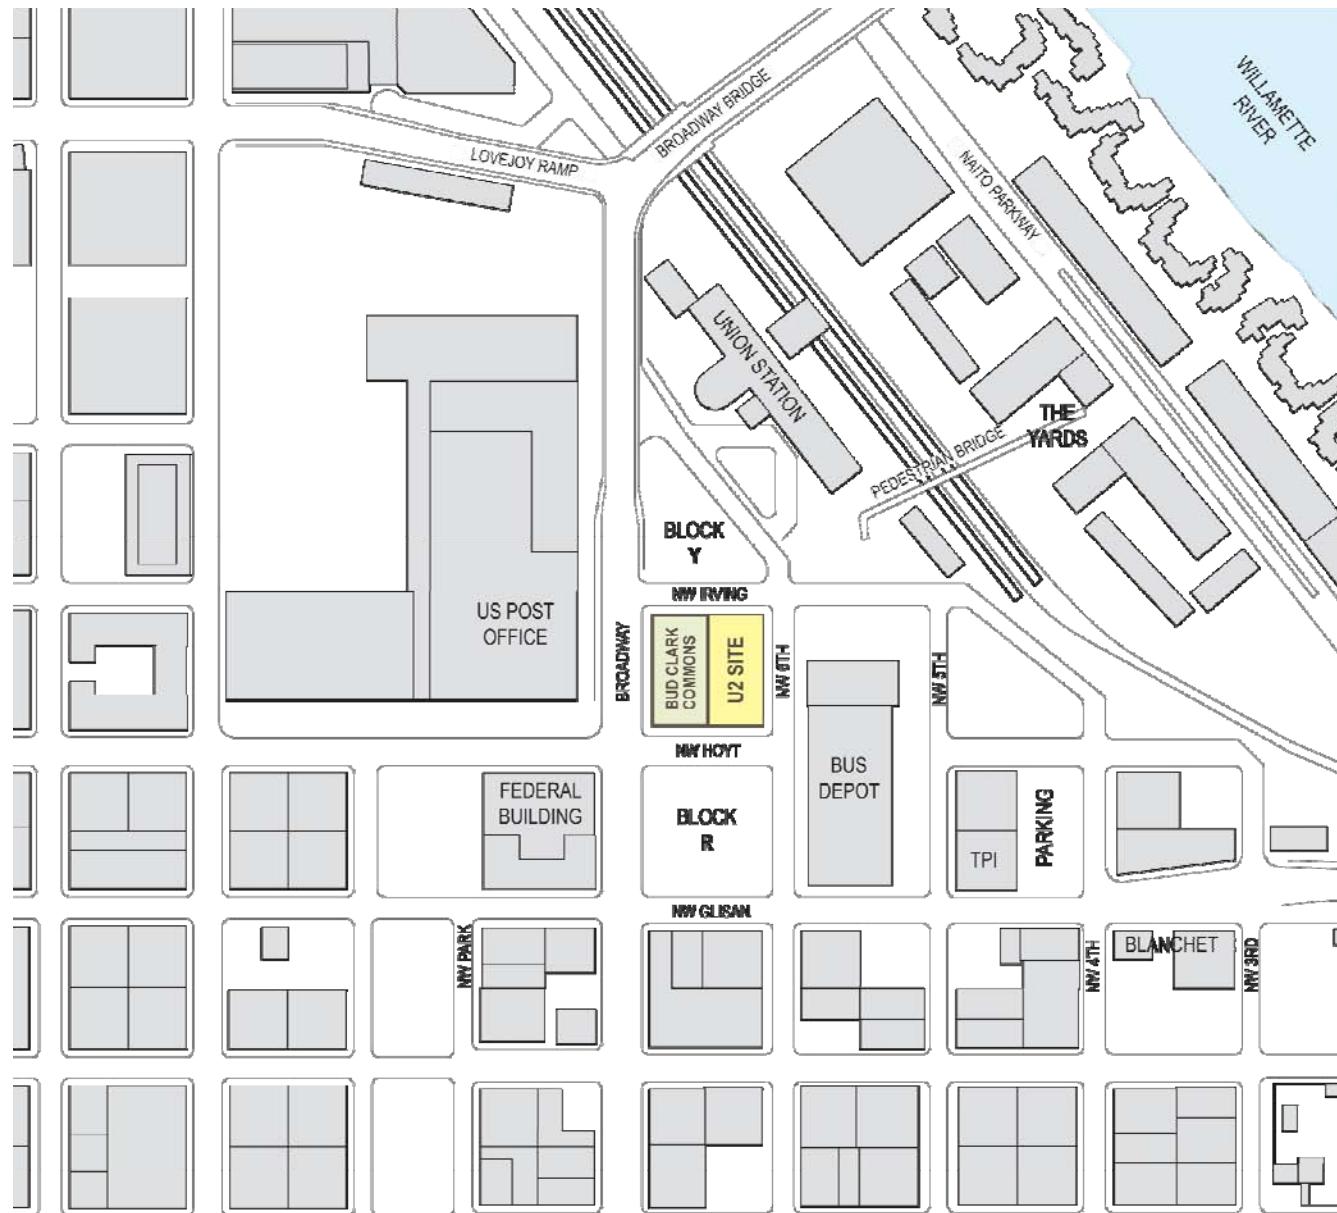 WILLAMETTE
RIVER
BROADWAY BRIDGE
LOVEJOY RAMP
NAITO PARKWAY
UNION STATION
THE
YARDS
PEDESTRIAN BRIDGE
BLOCK
Y
NW IRVING
US POST
OFFICE
BROADWAY
BUD CLARK
COMMONS
U2 SITE
NW 6TH
NW 5TH
NW HOYT
BUS
DEPOT
FEDERAL
BUILDING
BLOCK
R
TPI
PARKING
NW GLISAN
NW PARK
NW 4TH
BLANCHET
NW 3RD